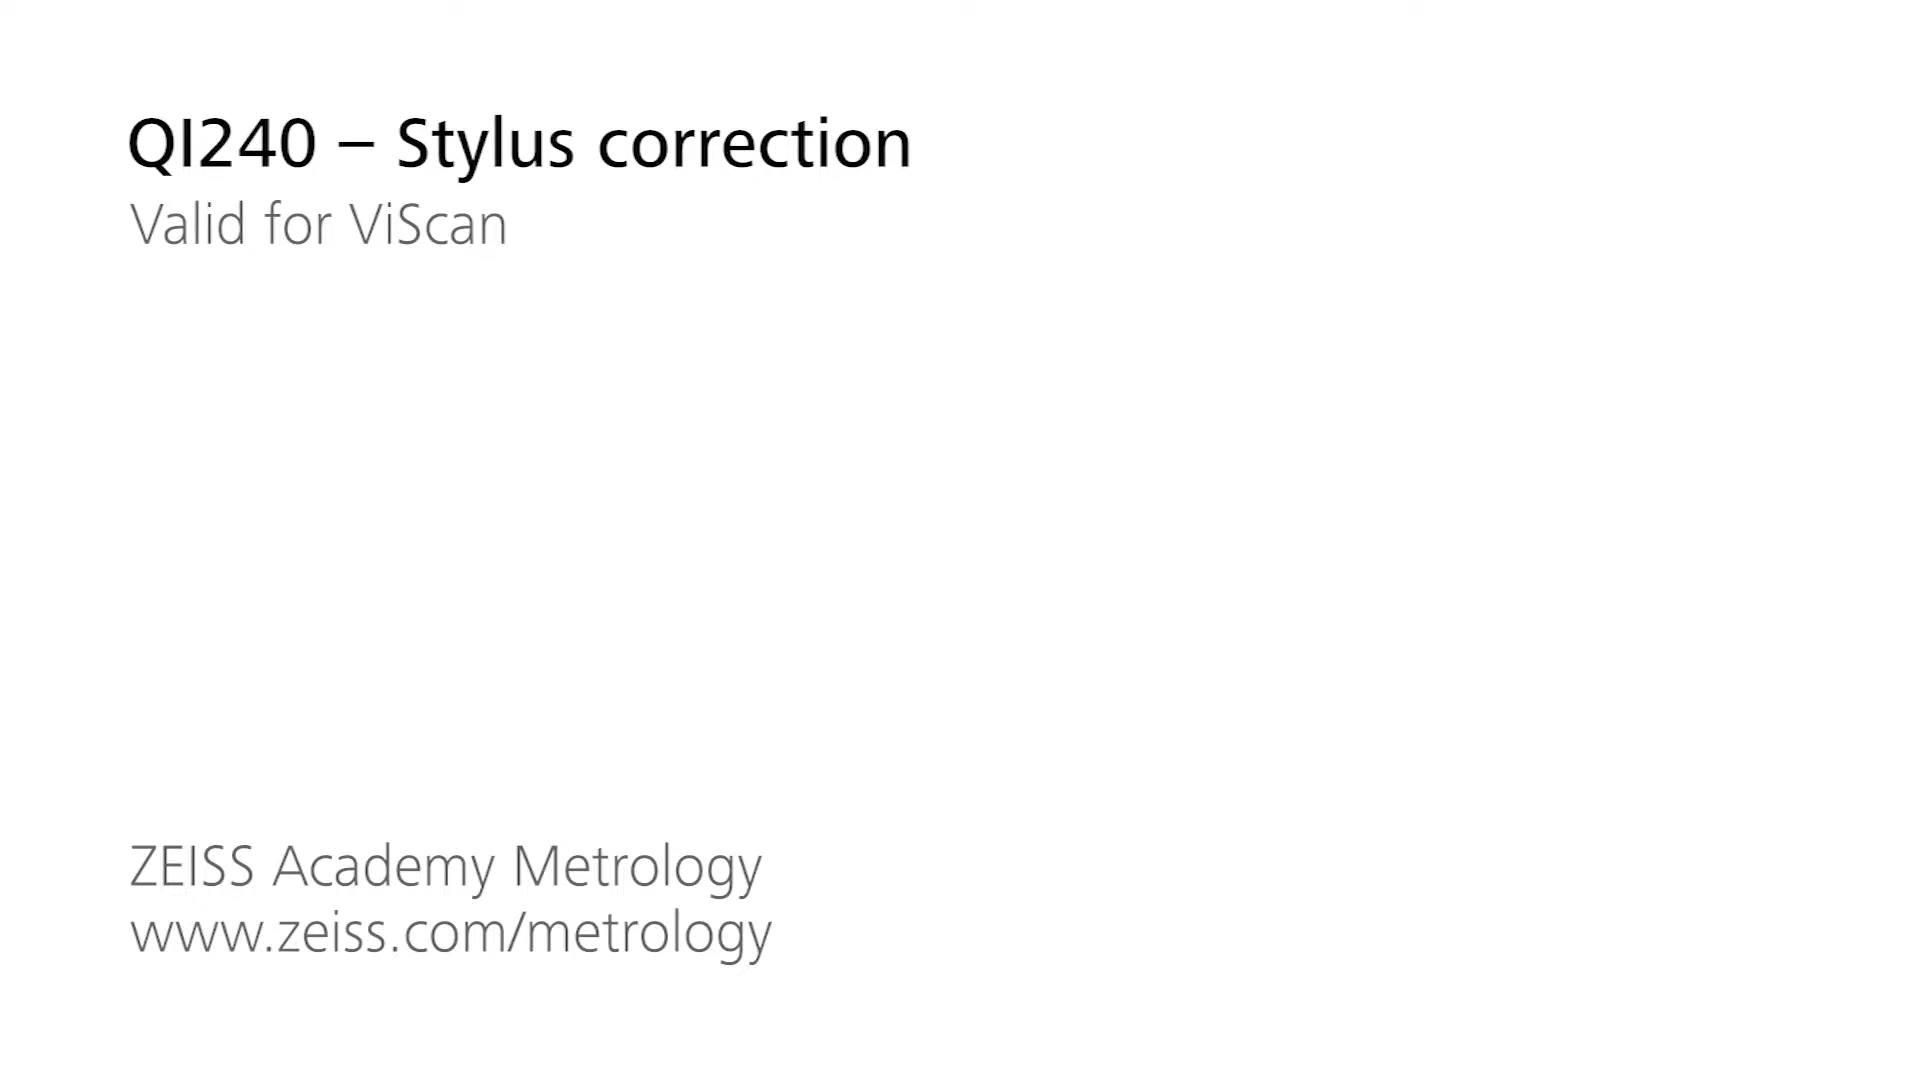 QI240 – Stylus correction
Valid for ViScan
ZEISS Academy Metrology
www.zeiss.com/metrology